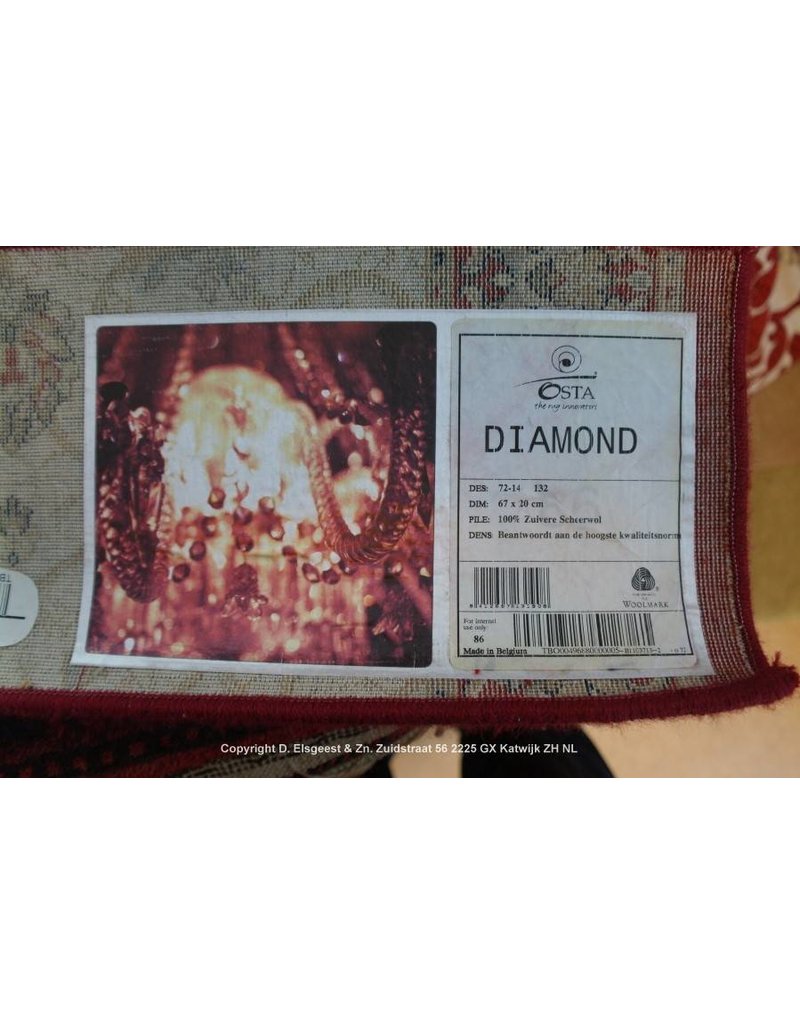 OSTA
the rug innovators
DIAMOND
DES: 72-14 132
DIM: 67 x 20 cm
PILE: 100% Zuivere Scheerwol
DENS Beantwoordt aan de hoogste kwaliteitsnorm
WOOLMARK
For internal
use only:
86
Made in Belgium
TB
Copyright D. Elsgeest & Zn. Zuidstraat 56 2225 GX Katwijk ZH NL